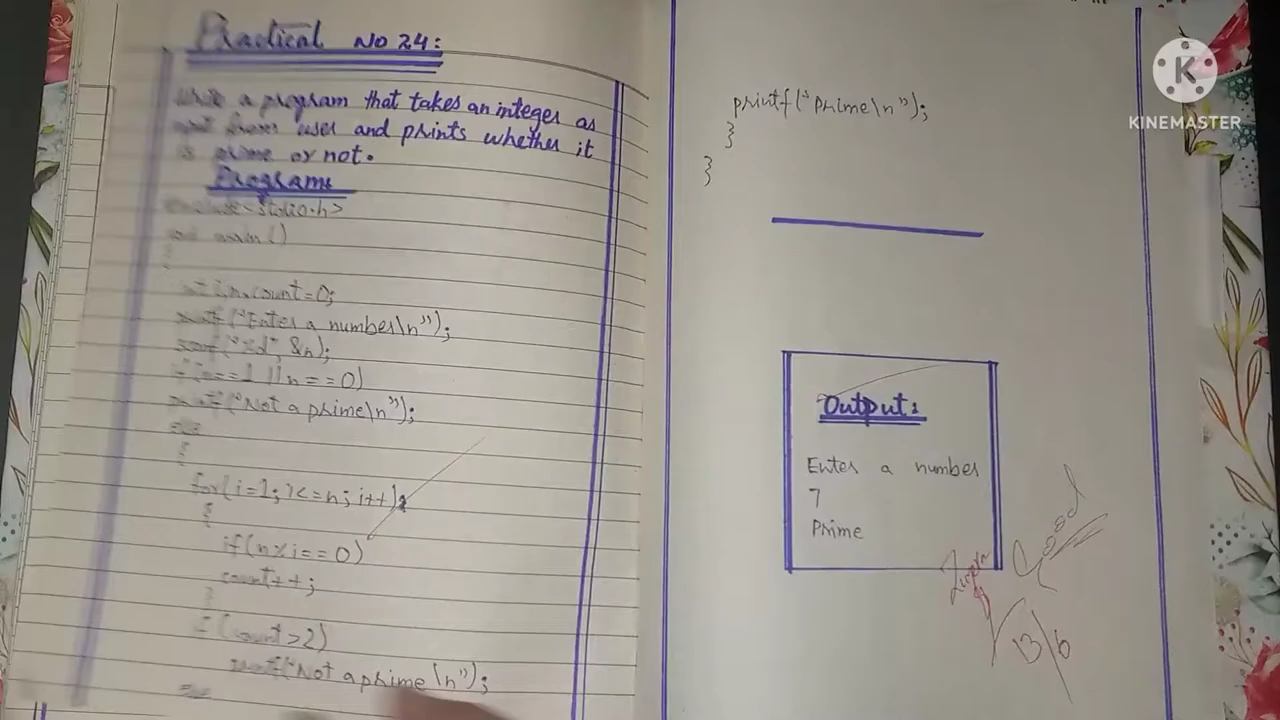 Practical No 24:
Write a program that takes an integer as
input from user and prints whether it
is prime or not.
Program:
#include<stdio.h>
void main()
{
int i,n,count=0;
printf("Enter a number\n");
scanf("%d", &n);
if(n==1 || n==0)
printf("Not a prime\n");
else
{
for(i=1; i<=n; i++);
{
if(n%i==0)
count++;
}
if(count>2)
printf("Not a prime\n");
else
printf("Prime\n");
}
}
Output:
Enter a number
7
Prime
Good
13/6
K
KINEMASTER